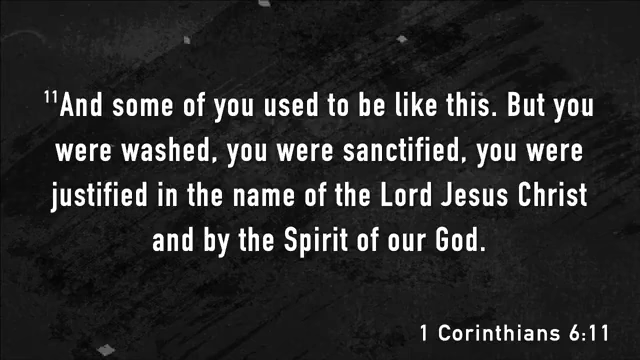 ¹¹And some of you used to be like this. But you
were washed, you were sanctified, you were
justified in the name of the Lord Jesus Christ
and by the Spirit of our God.
1 Corinthians 6:11